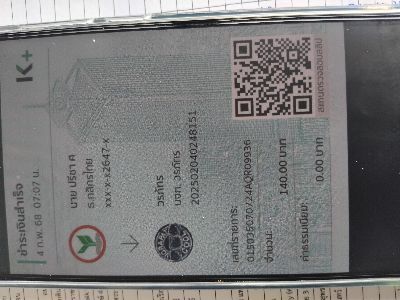 ชำระเงินสำเร็จ
4 ก.พ. 68 07:07 น.
K+
นาย ปรีชา ศ
ธ.กสิกรไทย
xxx-x-x2647-x
วรภัทร
บจก. วรภัทร
202502040248151
เลขที่รายการ:
015035070724AQR09936
จำนวน:
140.00 บาท
ค่าธรรมเนียม:
0.00 บาท
สแกนตรวจสอบสลิป